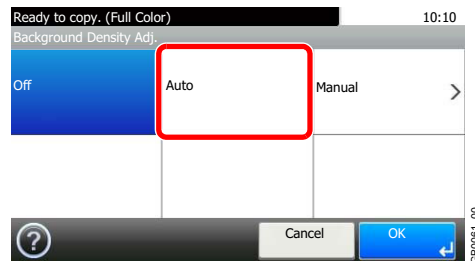 Ready to copy. (Full Color) 10:10
Background Density Adj.
Off Auto Manual
?
Cancel OK